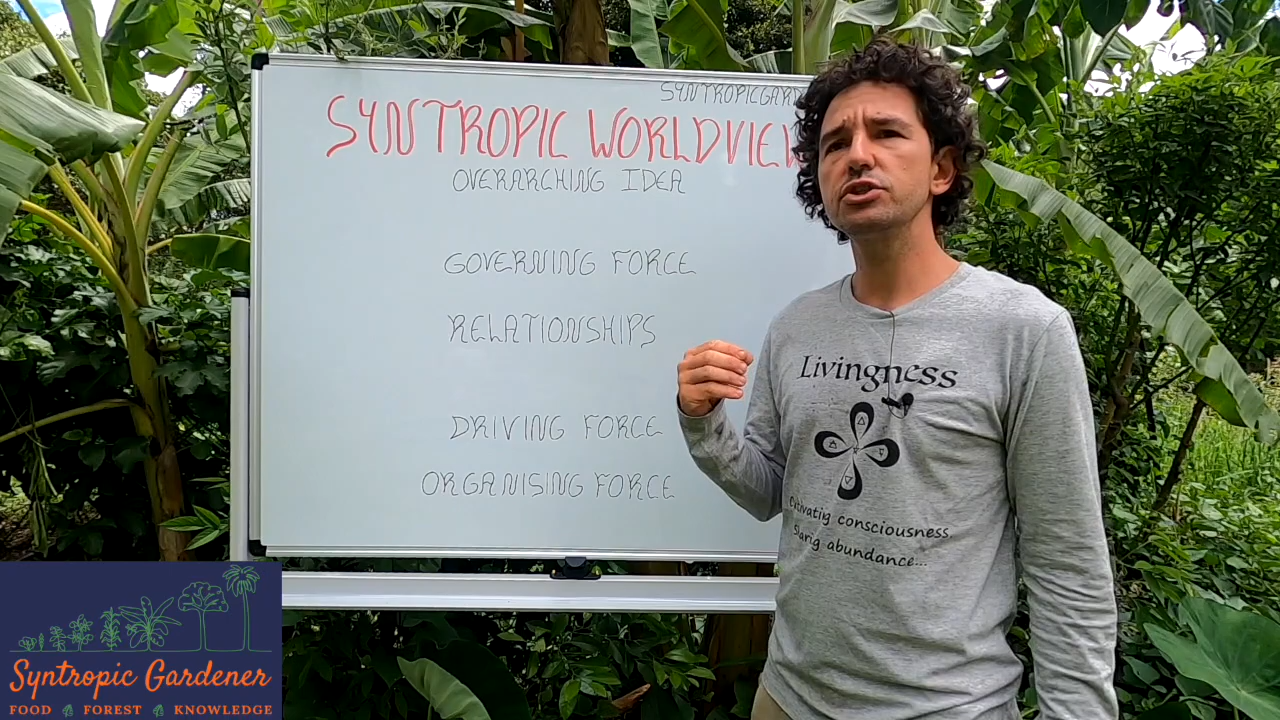 SYNTROPICGARD
SYNTROPIC WORLDVIEW
OVERARCHING IDEA
GOVERNING FORCE
RELATIONSHIPS
DRIVING FORCE
ORGANISING FORCE
Livingness
Cultivatig consciousness,
Sharig abundance...
Syntropic Gardener
FOOD FOREST KNOWLEDGE